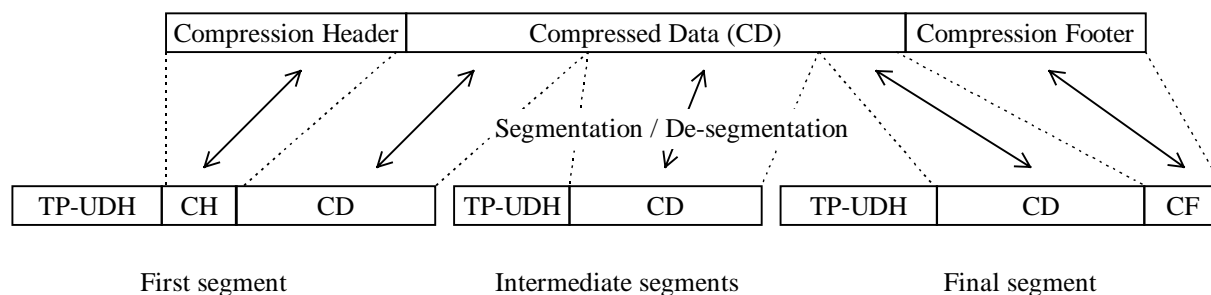 Compression Header Compressed Data (CD) Compression Footer
Segmentation / De-segmentation
TP-UDH CH CD TP-UDH CD TP-UDH CD CF
First segment Intermediate segments Final segment